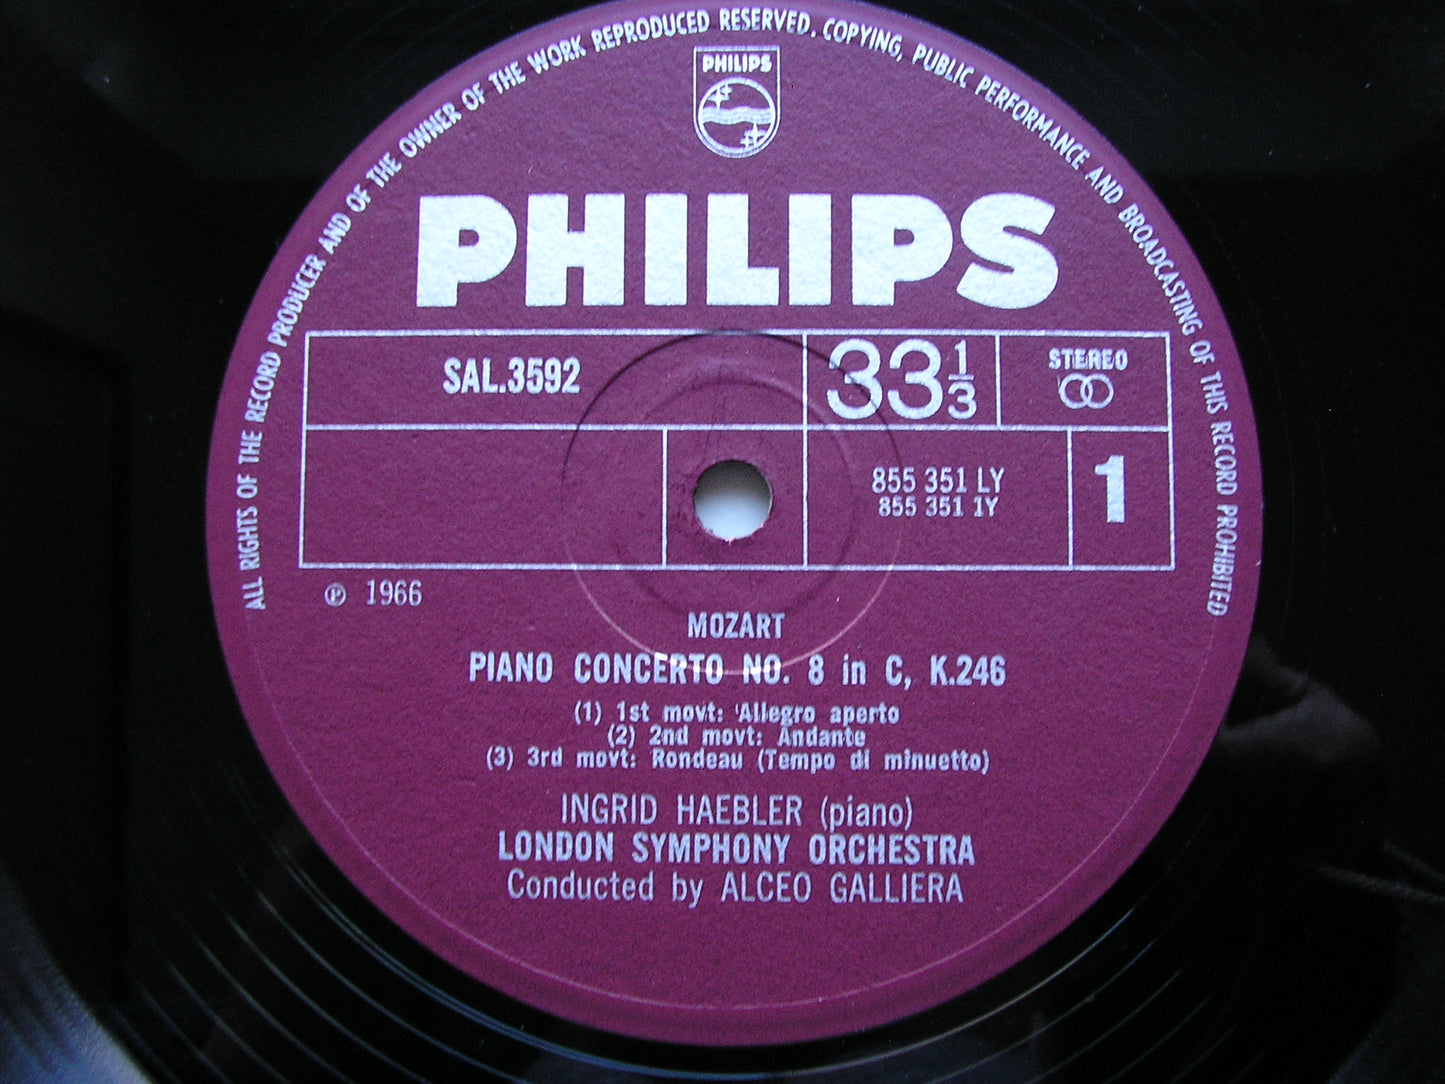 ALL RIGHTS OF THE RECORD PRODUCER AND OF THE OWNER OF THE WORK REPRODUCED RESERVED. COPYING, PUBLIC PERFORMANCE AND BROADCASTING OF THIS RECORD PROHIBITED
PHILIPS
PHILIPS
SAL.3592
33 1/3
STEREO
855 351 LY
855 351 1Y
1
℗ 1966
MOZART
PIANO CONCERTO NO. 8 in C, K.246
(1) 1st movt: 'Allegro aperto
(2) 2nd movt: Andante
(3) 3rd movt: Rondeau (Tempo di minuetto)
INGRID HAEBLER (piano)
LONDON SYMPHONY ORCHESTRA
Conducted by ALCEO GALLIERA